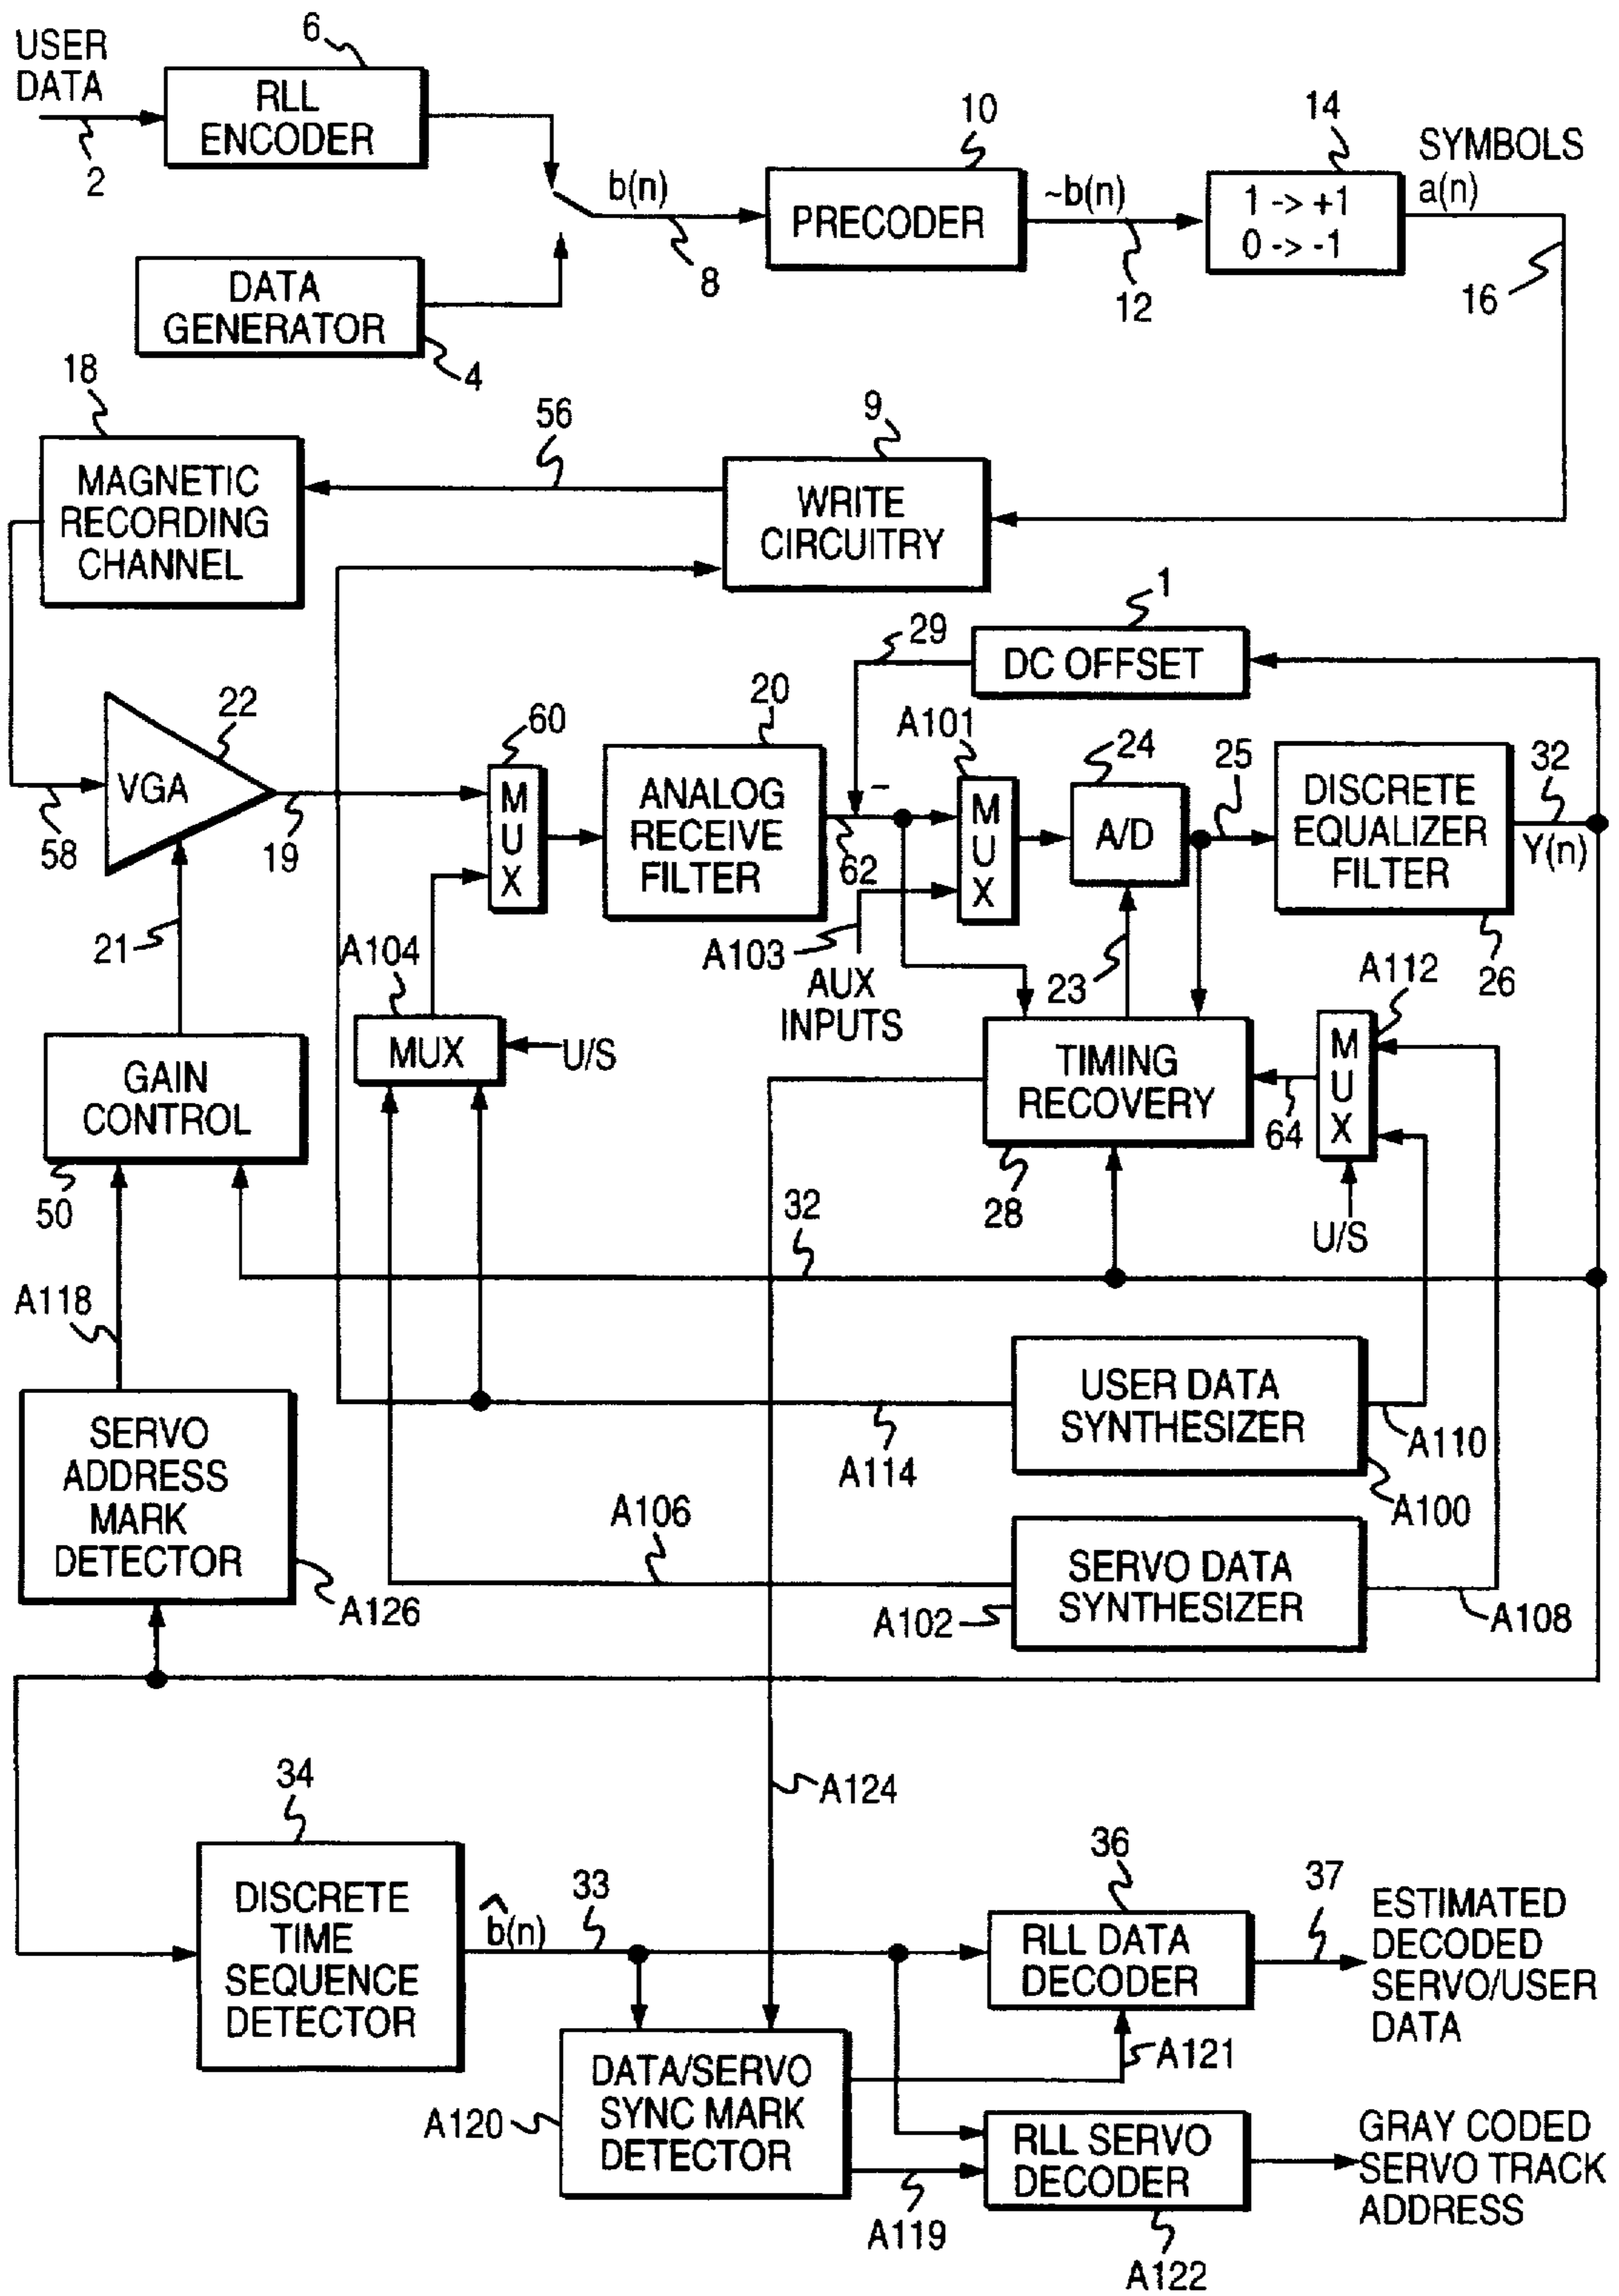 USER
DATA
2
6
RLL
ENCODER
DATA
GENERATOR
4
b(n)
8
10
PRECODER
~b(n)
12
14
1 -> +1
0 -> -1
SYMBOLS
a(n)
16
18
MAGNETIC
RECORDING
CHANNEL
56
9
WRITE
CIRCUITRY
1
DC OFFSET
29
22
VGA
58
19
21
60
MUX
20
ANALOG
RECEIVE
FILTER
-
62
A101
MUX
A103
AUX
INPUTS
24
A/D
25
23
DISCRETE
EQUALIZER
FILTER
26
32
Y(n)
A104
MUX
U/S
GAIN
CONTROL
50
TIMING
RECOVERY
28
64
A112
MUX
U/S
32
A118
USER DATA
SYNTHESIZER
A110
A100
A114
SERVO
ADDRESS
MARK
DETECTOR
A126
A106
SERVO DATA
SYNTHESIZER
A102
A108
A124
34
DISCRETE
TIME
SEQUENCE
DETECTOR
b̂(n)
33
36
RLL DATA
DECODER
37
ESTIMATED
DECODED
SERVO/USER
DATA
A121
A120
DATA/SERVO
SYNC MARK
DETECTOR
A119
RLL SERVO
DECODER
A122
GRAY CODED
SERVO TRACK
ADDRESS